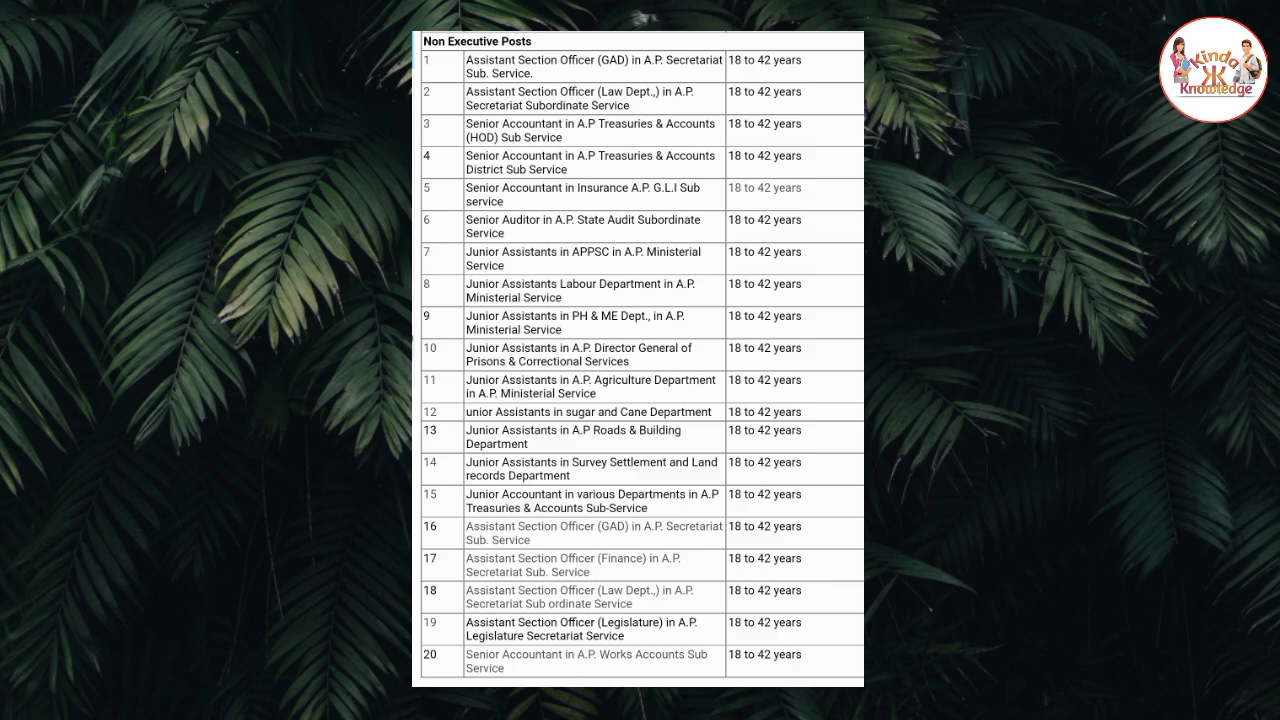 Non Executive Posts
1 Assistant Section Officer (GAD) in A.P. Secretariat 18 to 42 years
Sub. Service.
2 Assistant Section Officer (Law Dept.,) in A.P. 18 to 42 years
Secretariat Subordinate Service
3 Senior Accountant in A.P Treasuries & Accounts 18 to 42 years
(HOD) Sub Service
4 Senior Accountant in A.P Treasuries & Accounts 18 to 42 years
District Sub Service
5 Senior Accountant in Insurance A.P. G.L.I Sub 18 to 42 years
service
6 Senior Auditor in A.P. State Audit Subordinate 18 to 42 years
Service
7 Junior Assistants in APPSC in A.P. Ministerial 18 to 42 years
Service
8 Junior Assistants Labour Department in A.P. 18 to 42 years
Ministerial Service
9 Junior Assistants in PH & ME Dept., in A.P. 18 to 42 years
Ministerial Service
10 Junior Assistants in A.P. Director General of 18 to 42 years
Prisons & Correctional Services
11 Junior Assistants in A.P. Agriculture Department 18 to 42 years
in A.P. Ministerial Service
12 unior Assistants in sugar and Cane Department 18 to 42 years
13 Junior Assistants in A.P Roads & Building 18 to 42 years
Department
14 Junior Assistants in Survey Settlement and Land 18 to 42 years
records Department
15 Junior Accountant in various Departments in A.P 18 to 42 years
Treasuries & Accounts Sub-Service
16 Assistant Section Officer (GAD) in A.P. Secretariat 18 to 42 years
Sub. Service
17 Assistant Section Officer (Finance) in A.P. 18 to 42 years
Secretariat Sub. Service
18 Assistant Section Officer (Law Dept.,) in A.P. 18 to 42 years
Secretariat Sub ordinate Service
19 Assistant Section Officer (Legislature) in A.P. 18 to 42 years
Legislature Secretariat Service
20 Senior Accountant in A.P. Works Accounts Sub 18 to 42 years
Service
Kinda
KK
Knowledge